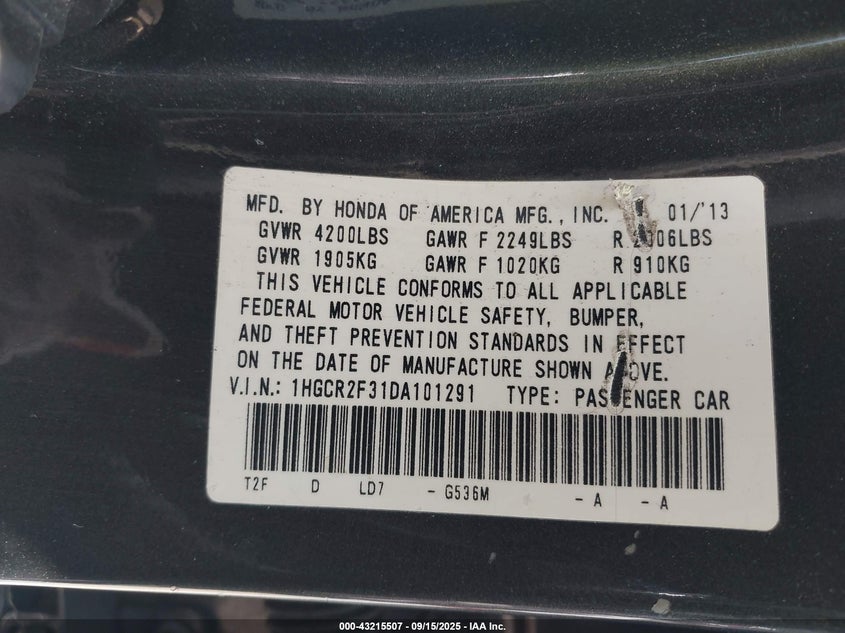 MFD. BY HONDA OF AMERICA MFG., INC. 01/'13
GVWR 4200LBS GAWR F 2249LBS R 2006LBS
GVWR 1905KG GAWR F 1020KG R 910KG
THIS VEHICLE CONFORMS TO ALL APPLICABLE
FEDERAL MOTOR VEHICLE SAFETY, BUMPER,
AND THEFT PREVENTION STANDARDS IN EFFECT
ON THE DATE OF MANUFACTURE SHOWN ABOVE.
V.I.N.: 1HGCR2F31DA101291 TYPE: PASSENGER CAR
T2F D LD7 - G536M - A - A
000-43215507 - 09/15/2025 - IAA Inc.